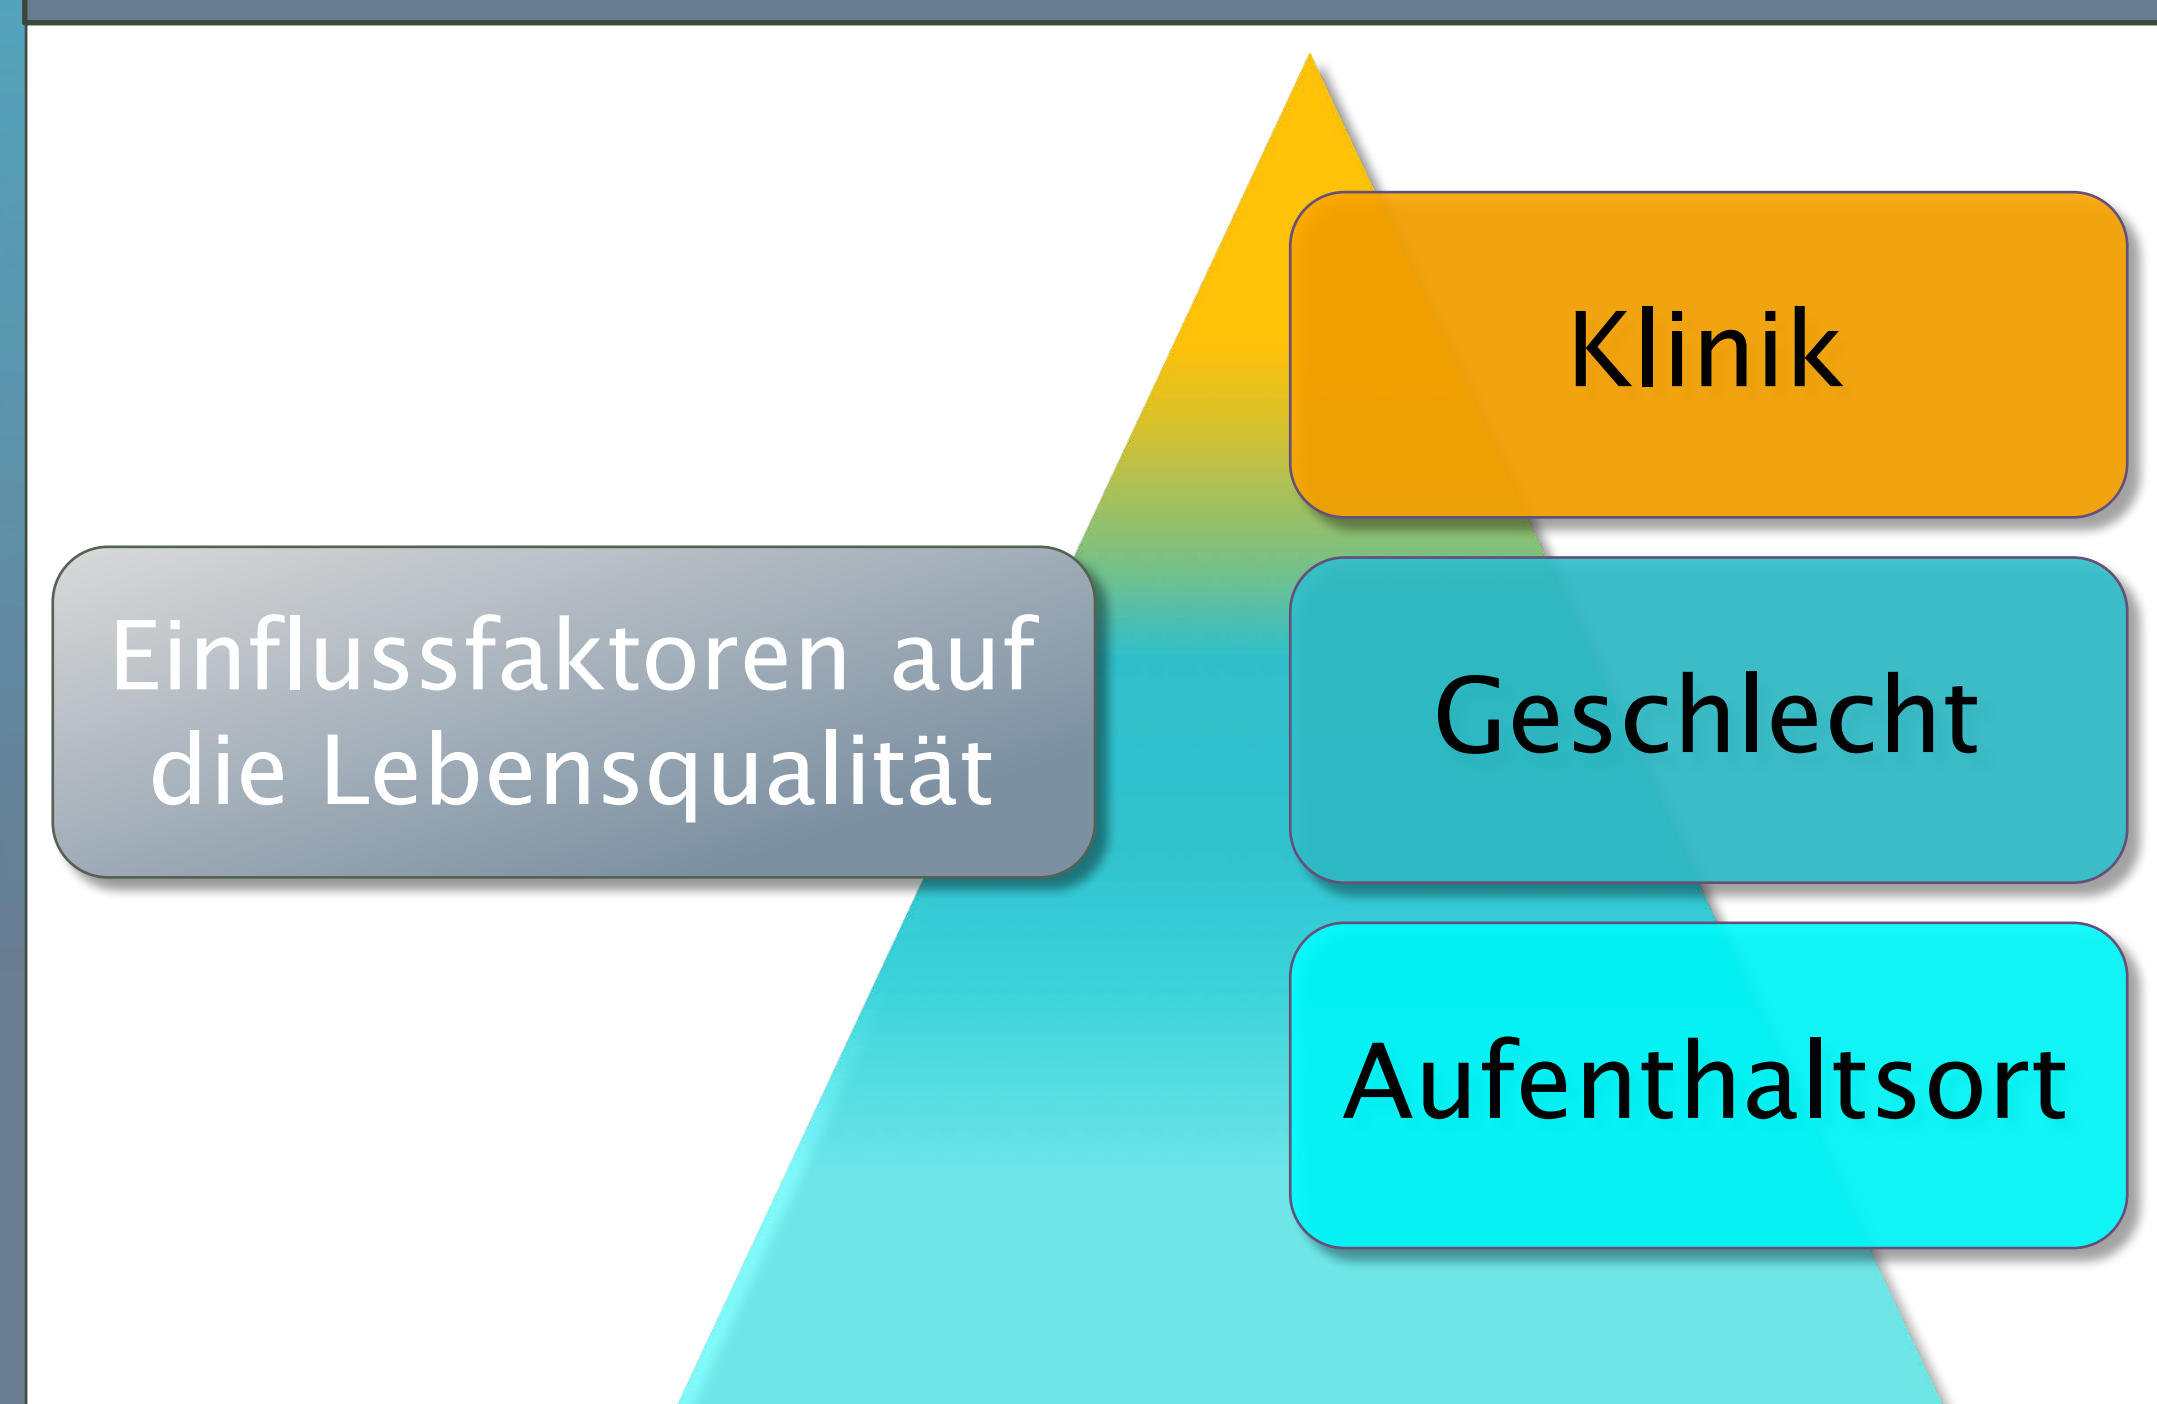 Einflussfaktoren auf
die Lebensqualität
Klinik
Geschlecht
Aufenthaltsort